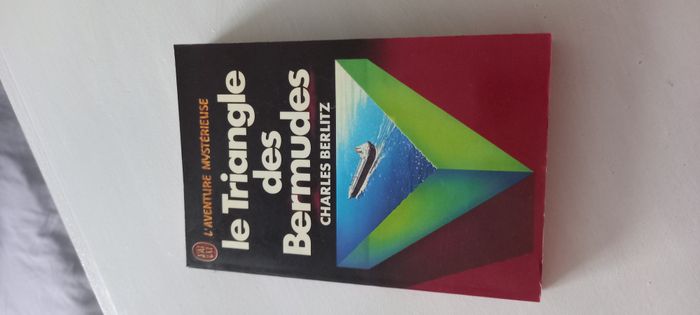 J'AI
LU
L'AVENTURE MYSTÉRIEUSE
le Triangle
des
Bermudes
CHARLES BERLITZ